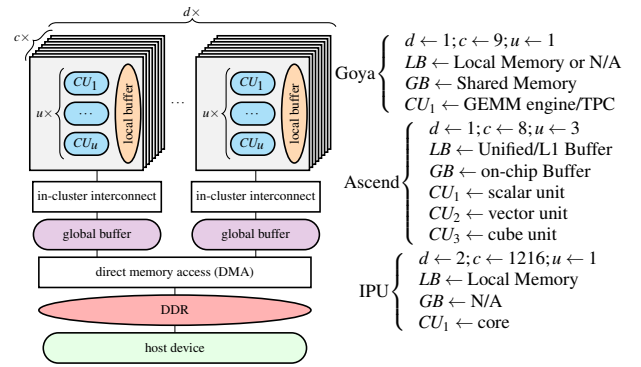 d×
c×
CU1
...
CUu
u×
local buffer
...
CU1
...
CUu
u×
local buffer
in-cluster interconnect
in-cluster interconnect
global buffer
global buffer
direct memory access (DMA)
DDR
host device
Goya
d ← 1; c ← 9; u ← 1
LB ← Local Memory or N/A
GB ← Shared Memory
CU1 ← GEMM engine/TPC
Ascend
d ← 1; c ← 8; u ← 3
LB ← Unified/L1 Buffer
GB ← on-chip Buffer
CU1 ← scalar unit
CU2 ← vector unit
CU3 ← cube unit
IPU
d ← 2; c ← 1216; u ← 1
LB ← Local Memory
GB ← N/A
CU1 ← core